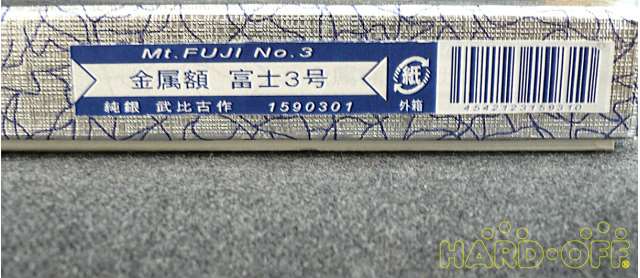 Mt.FUJI No.3
金属額 富士3号
純銀 武比古作 1590301
紙
外箱
4542123159310
HARD-OFF®